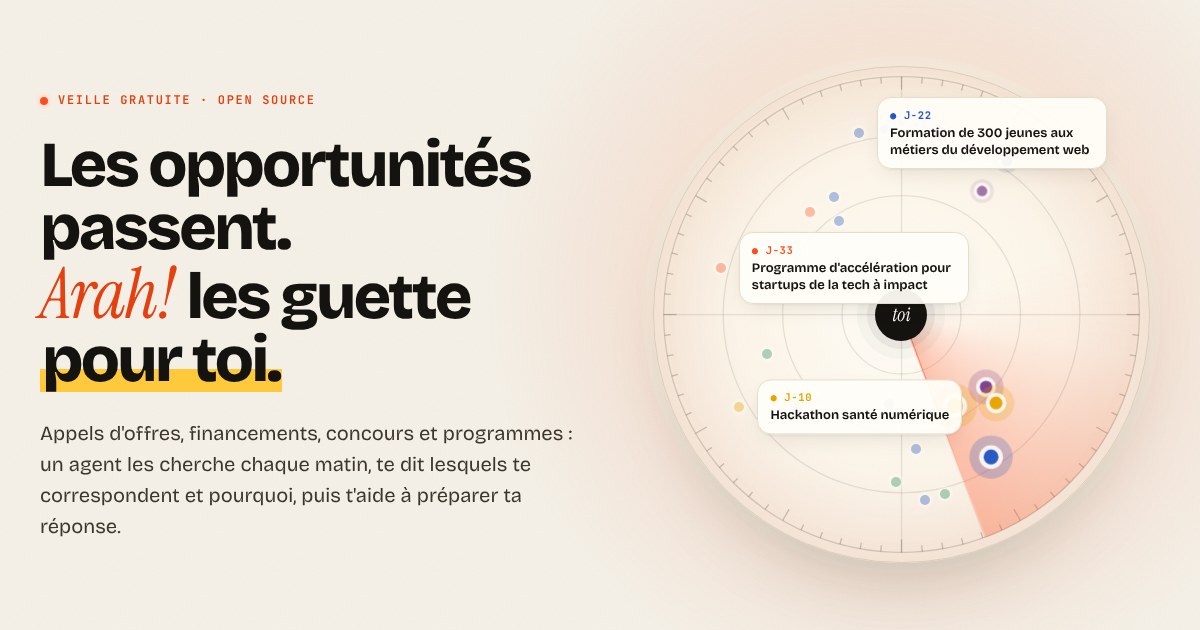 VEILLE GRATUITE · OPEN SOURCE
Les opportunités
passent.
Arah! les guette
pour toi.
Appels d'offres, financements, concours et programmes :
un agent les cherche chaque matin, te dit lesquels te
correspondent et pourquoi, puis t'aide à préparer ta
réponse.
J-22
Formation de 300 jeunes aux
métiers du développement web
J-33
Programme d'accélération pour
startups de la tech à impact
toi
J-10
Hackathon santé numérique